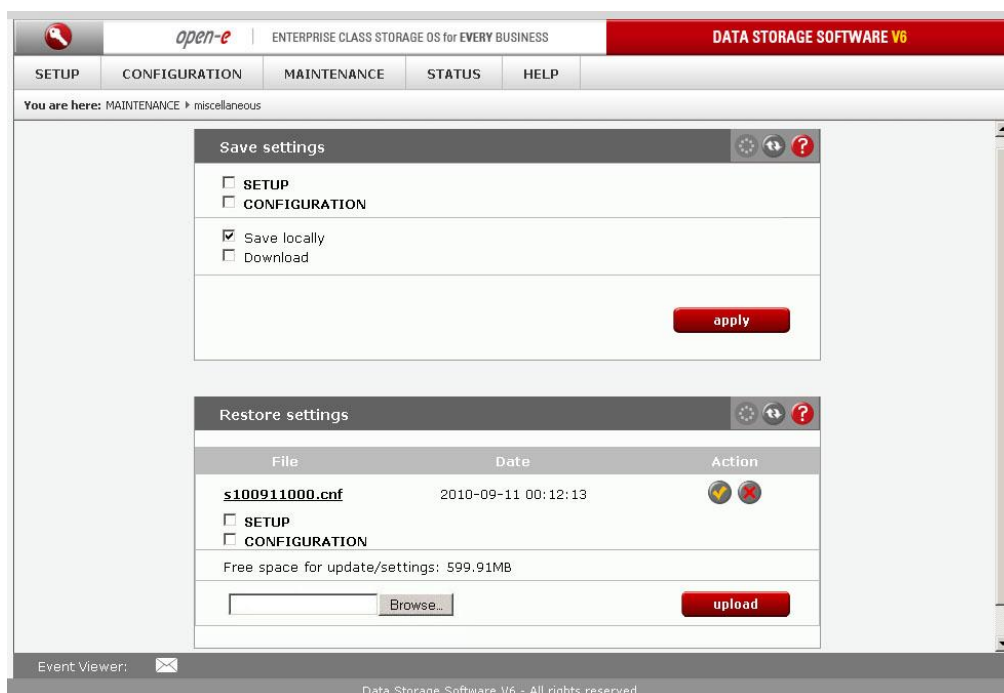 open-e | ENTERPRISE CLASS STORAGE OS for EVERY BUSINESS
DATA STORAGE SOFTWARE V6
SETUP CONFIGURATION MAINTENANCE STATUS HELP
You are here: MAINTENANCE miscellaneous
Save settings
SETUP
CONFIGURATION
Save locally
Download
apply
Restore settings
File Date Action
s100911000.cnf 2010-09-11 00:12:13
SETUP
CONFIGURATION
Free space for update/settings: 599.91MB
Browse... upload
Event Viewer:
Data Storage Software V6 - All rights reserved